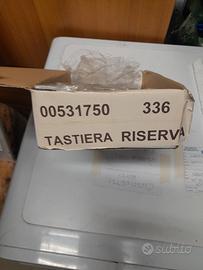 00531750 336
TASTIERA RISERVA
subito